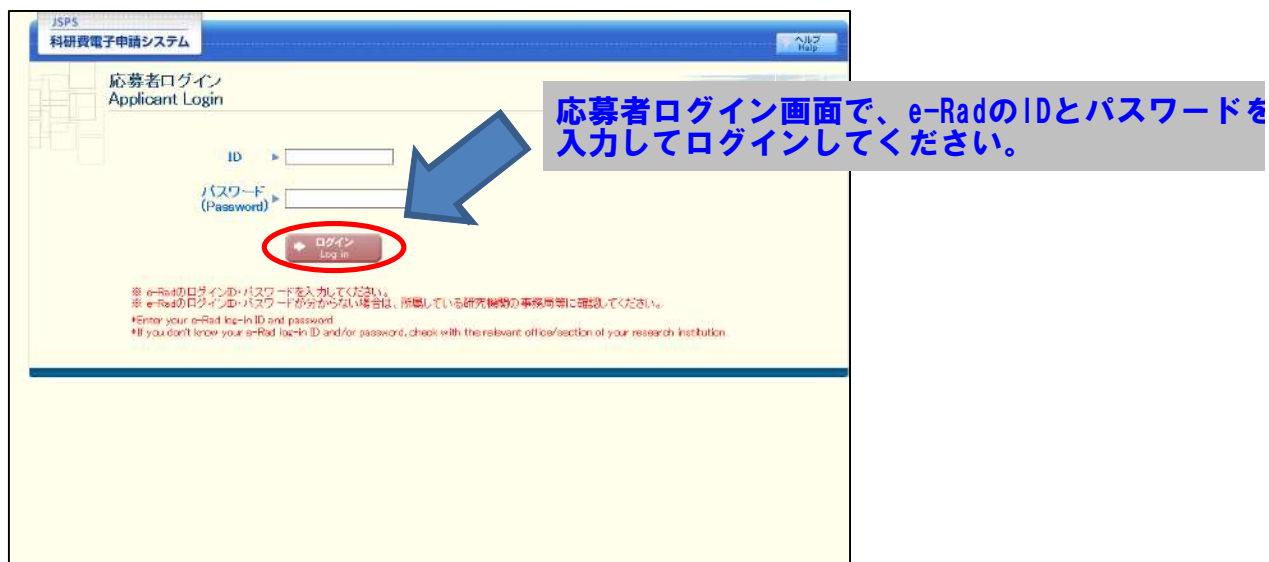 JSPS
科研費電子申請システム
ヘルプ
Help
応募者ログイン
Applicant Login
応募者ログイン画面で、e-RadのIDとパスワードを
入力してログインしてください。
ID
パスワード
(Password)
ログイン
Log in
※ e-RadのログインID・パスワードを入力してください。
※ e-RadのログインID・パスワードが分からない場合は、所属している研究機関の事務局等に確認してください。
*Enter your e-Rad log-in ID and password
*If you don't know your e-Rad log-in ID and/or password, check with the relevant office/section of your research institution